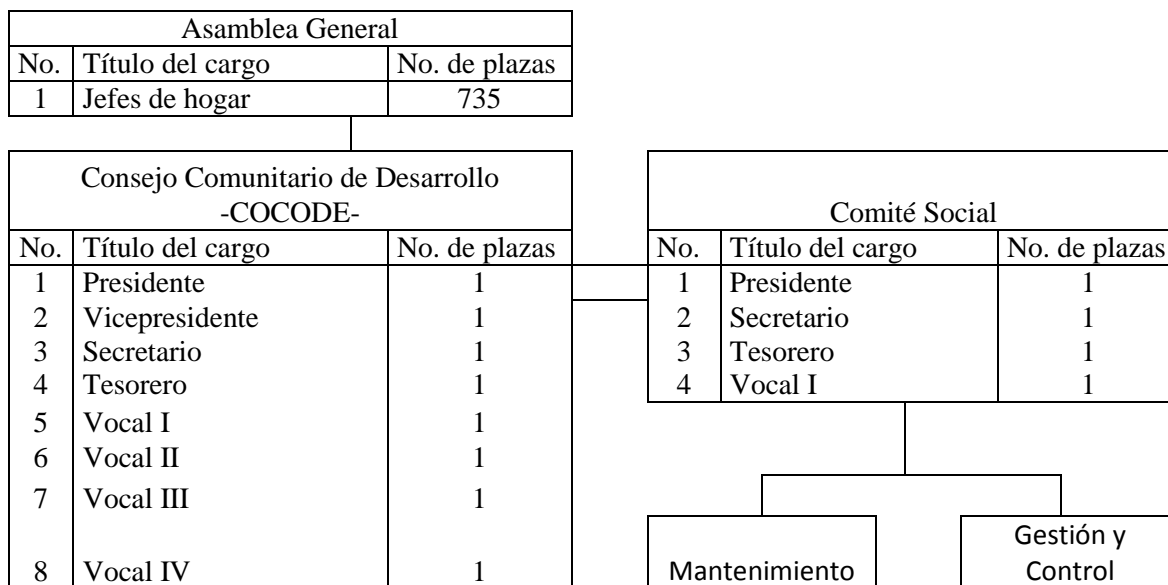 Asamblea General
No. Título del cargo No. de plazas
1 Jefes de hogar 735
Consejo Comunitario de Desarrollo
-COCODE-
No. Título del cargo No. de plazas
1 Presidente 1
2 Vicepresidente 1
3 Secretario 1
4 Tesorero 1
5 Vocal I 1
6 Vocal II 1
7 Vocal III 1
8 Vocal IV 1
Comité Social
No. Título del cargo No. de plazas
1 Presidente 1
2 Secretario 1
3 Tesorero 1
4 Vocal I 1
Mantenimiento
Gestión y
Control